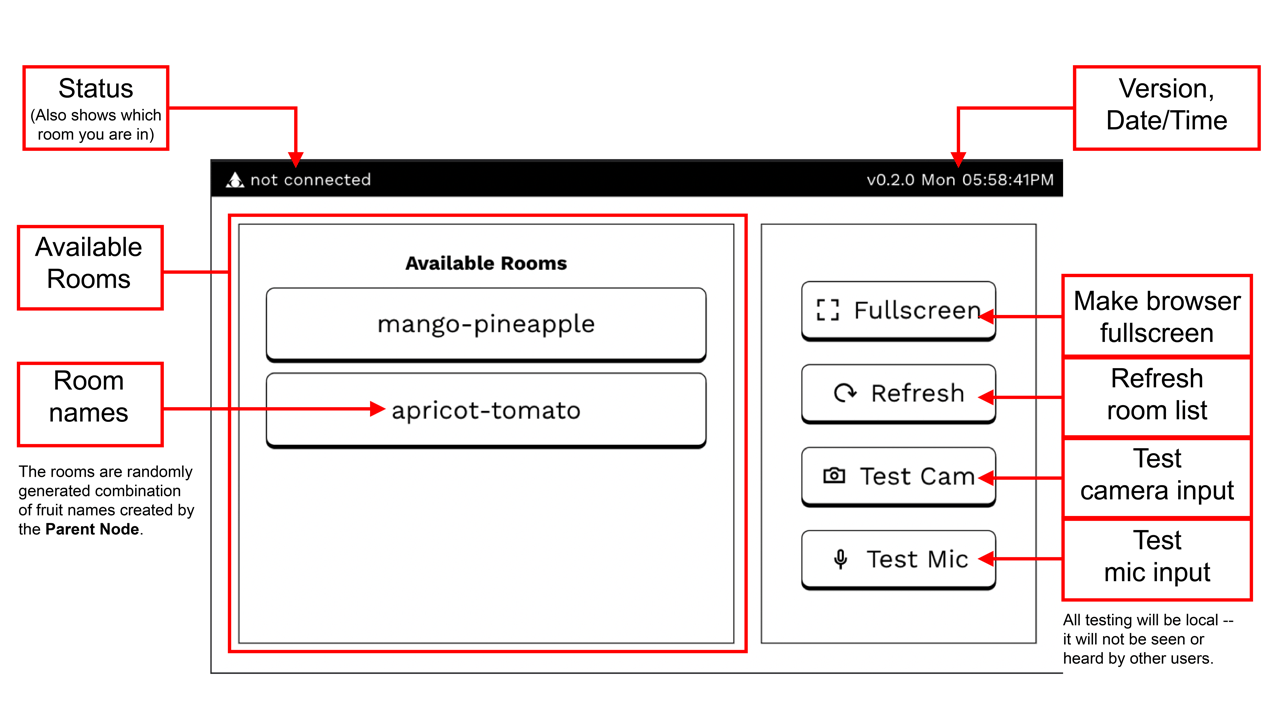 Status
(Also shows which
room you are in)
Version,
Date/Time
not connected
v0.2.0 Mon 05:58:41PM
Available
Rooms
Available Rooms
mango-pineapple
apricot-tomato
Room
names
The rooms are randomly
generated combination
of fruit names created by
the Parent Node.
Fullscreen
Refresh
Test Cam
Test Mic
Make browser
fullscreen
Refresh
room list
Test
camera input
Test
mic input
All testing will be local --
it will not be seen or
heard by other users.